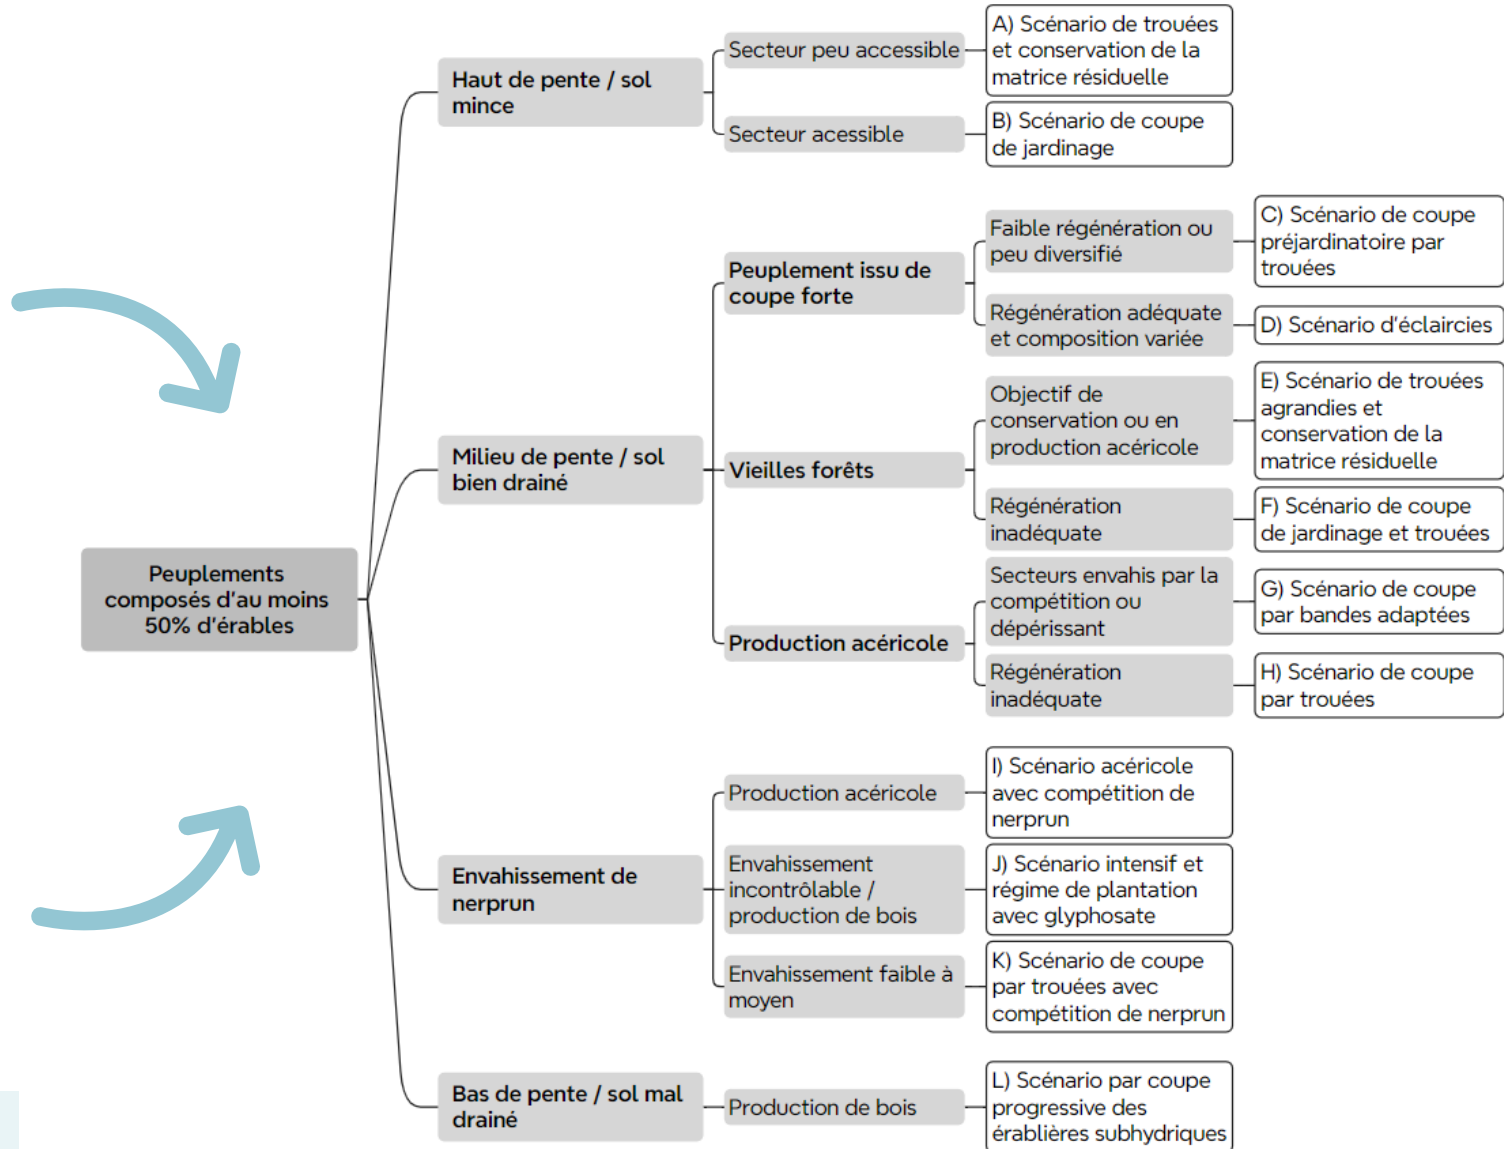 Peuplements
composés d'au moins
50% d'érables
Haut de pente / sol
mince
Secteur peu accessible
A) Scénario de trouées
et conservation de la
matrice résiduelle
Secteur acessible
B) Scénario de coupe
de jardinage
Milieu de pente / sol
bien drainé
Peuplement issu de
coupe forte
Faible régénération ou
peu diversifié
C) Scénario de coupe
préjardinatoire par
trouées
Régénération adéquate
et composition variée
D) Scénario d'éclaircies
Vieilles forêts
Objectif de
conservation ou en
production acéricole
E) Scénario de trouées
agrandies et
conservation de la
matrice résiduelle
Régénération
inadéquate
F) Scénario de coupe
de jardinage et trouées
Production acéricole
Secteurs envahis par la
compétition ou
dépérissant
G) Scénario de coupe
par bandes adaptées
Régénération
inadéquate
H) Scénario de coupe
par trouées
Envahissement de
nerprun
Production acéricole
I) Scénario acéricole
avec compétition de
nerprun
Envahissement
incontrôlable /
production de bois
J) Scénario intensif et
régime de plantation
avec glyphosate
Envahissement faible à
moyen
K) Scénario de coupe
par trouées avec
compétition de nerprun
Bas de pente / sol mal
drainé
Production de bois
L) Scénario par coupe
progressive des
érablières subhydriques